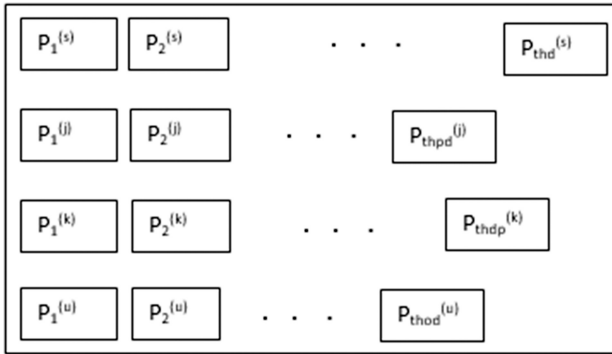 P₁⁽ˢ⁾ P₂⁽ˢ⁾ . . . Pthd⁽ˢ⁾
P₁⁽ʲ⁾ P₂⁽ʲ⁾ . . . Pthpd⁽ʲ⁾
P₁⁽ᵏ⁾ P₂⁽ᵏ⁾ . . . Pthdp⁽ᵏ⁾
P₁⁽ᵘ⁾ P₂⁽ᵘ⁾ . . . Pthod⁽ᵘ⁾